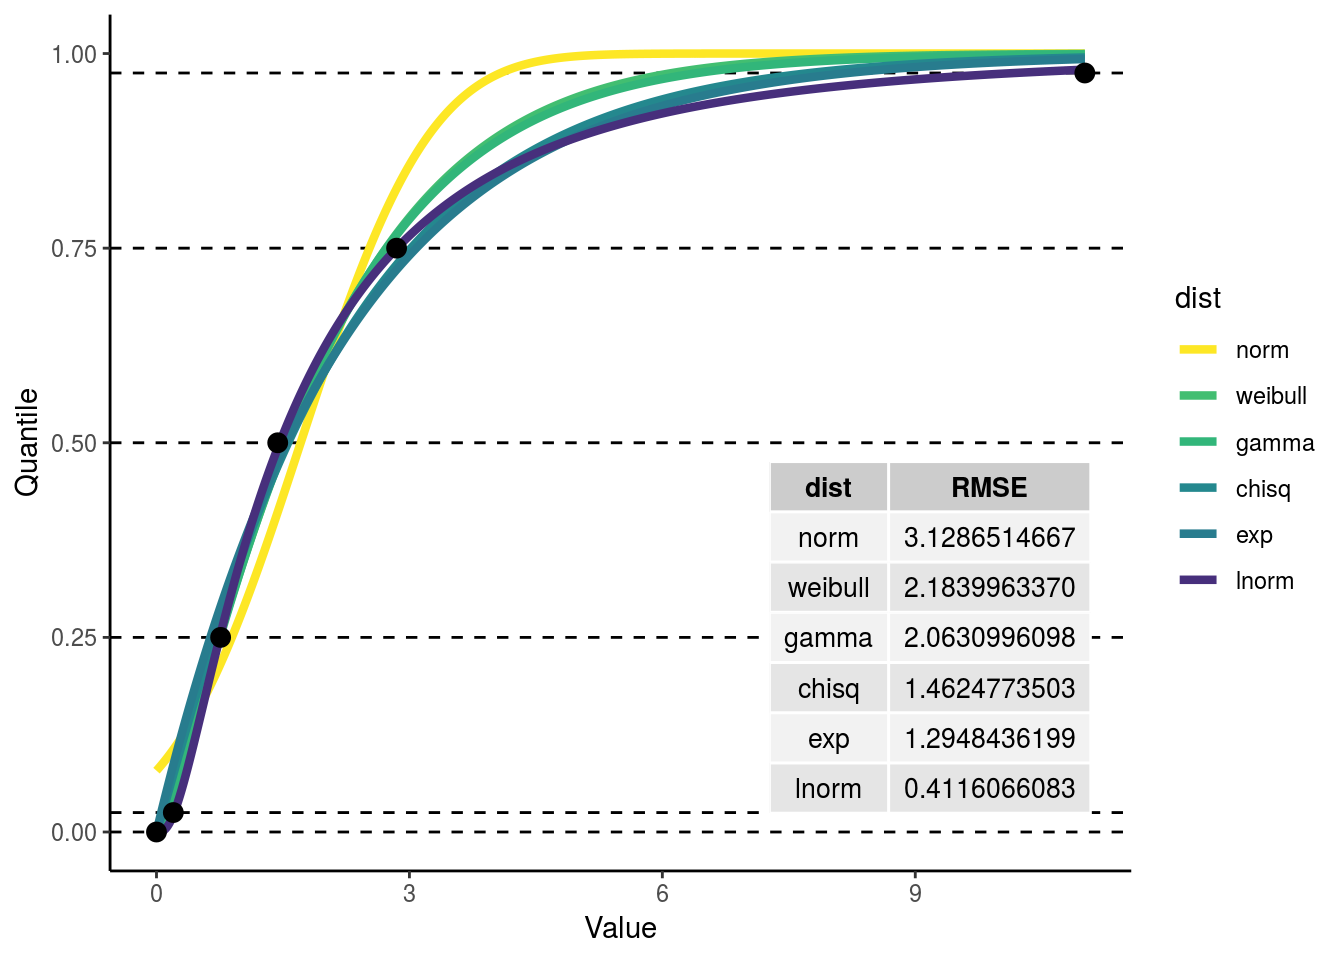 1.00
0.75
0.50
0.25
0.00
Quantile
0
3
6
9
Value
dist RMSE
norm 3.1286514667
weibull 2.1839963370
gamma 2.0630996098
chisq 1.4624773503
exp 1.2948436199
lnorm 0.4116066083
dist
norm
weibull
gamma
chisq
exp
lnorm